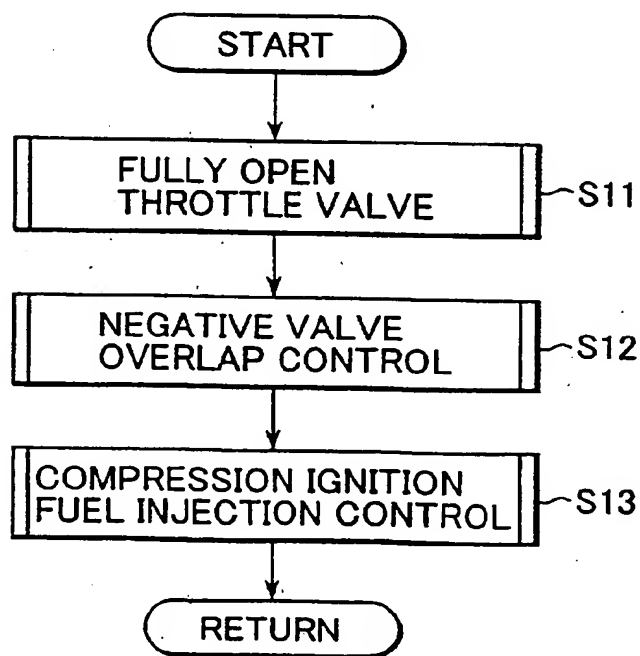 START
FULLY OPEN
THROTTLE VALVE
S11
NEGATIVE VALVE
OVERLAP CONTROL
S12
COMPRESSION IGNITION
FUEL INJECTION CONTROL
S13
RETURN